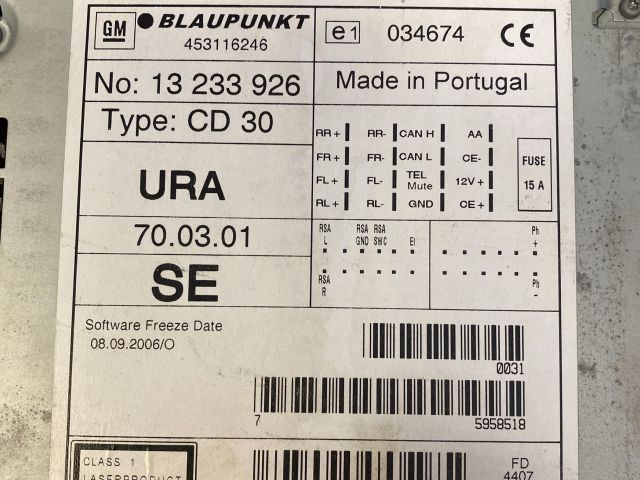 GM BLAUPUNKT
453116246
e1 034674 CE
No: 13 233 926
Made in Portugal
Type: CD 30
URA
70.03.01
SE
RR+ RR- CAN H AA
FR+ FR- CAN L CE-
FL+ FL- TEL Mute 12V+
RL+ RL- GND CE+
FUSE
15 A
RSA L RSA GND RSA SWC Ph +
RSA R Ph -
Software Freeze Date
08.09.2006/O
0031
7 5958518
CLASS 1
LASERPRODUCT
FD
4407